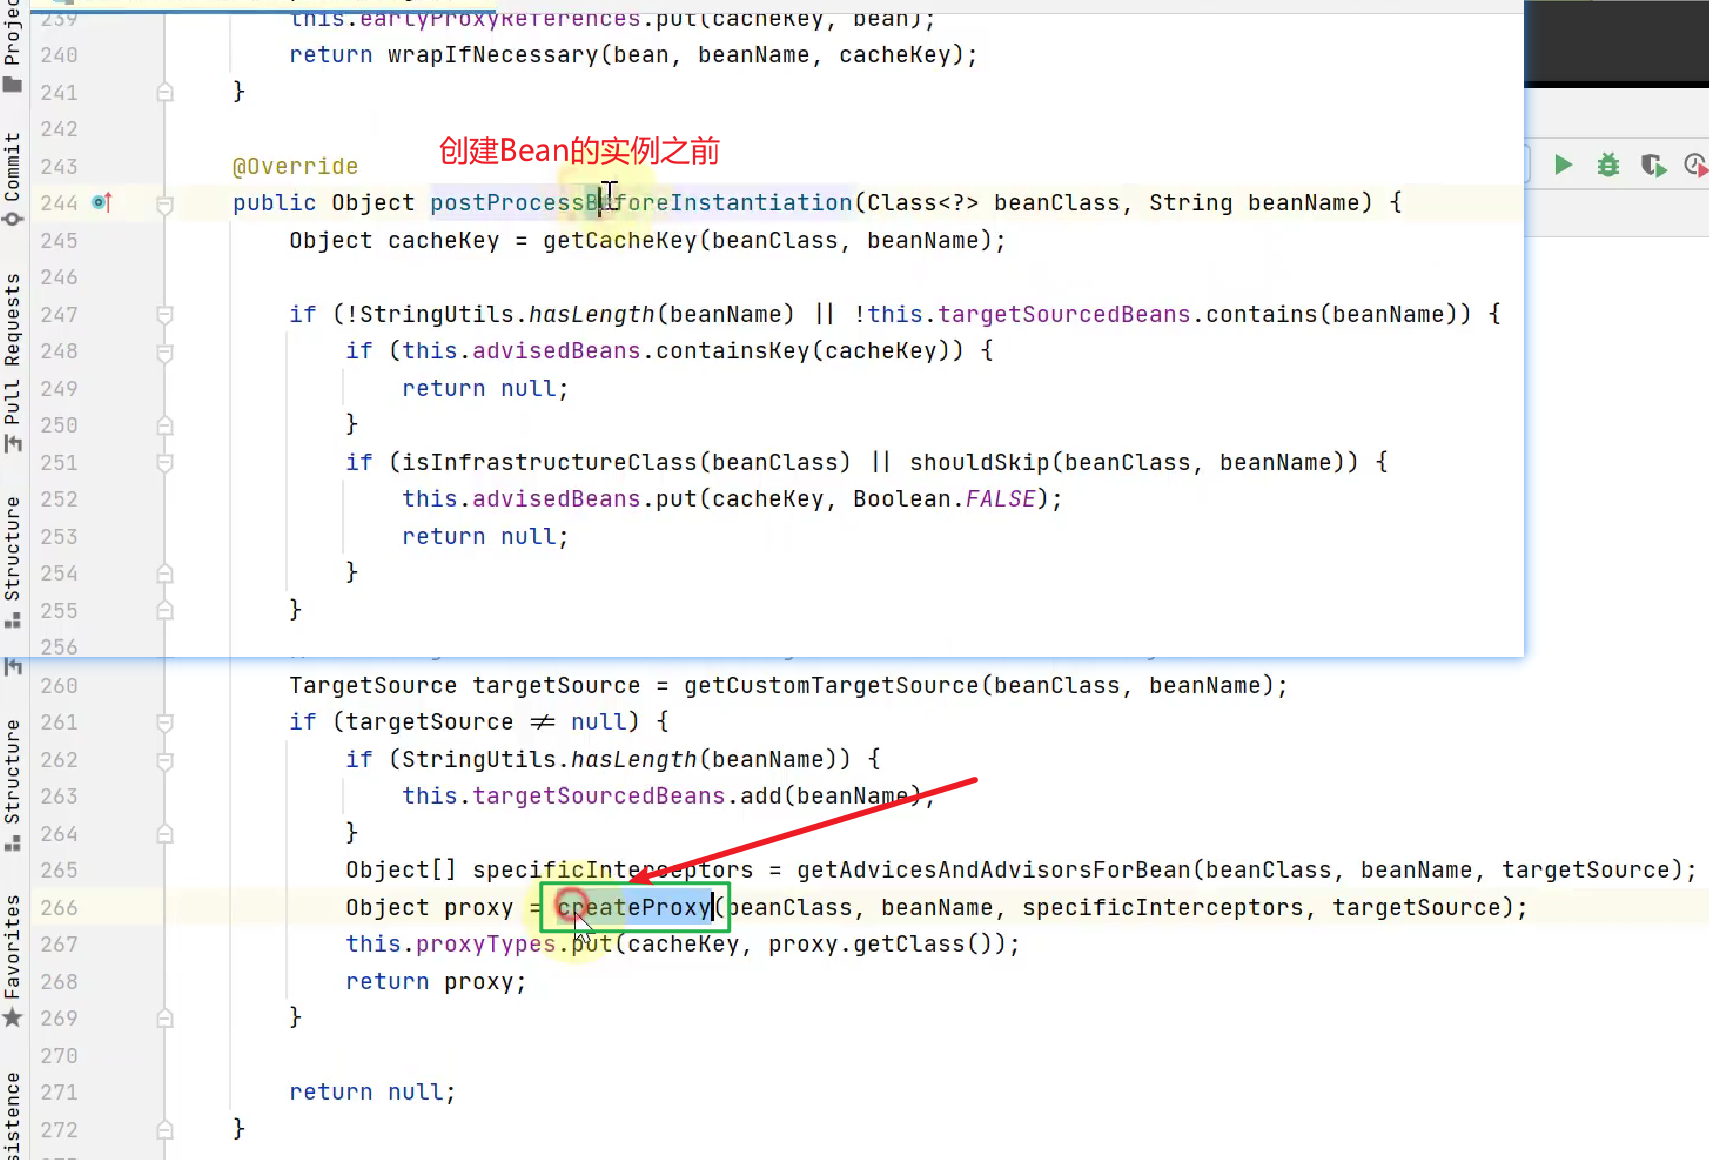 239 this.earlyProxyReferences.put(cacheKey, bean);
240 return wrapIfNecessary(bean, beanName, cacheKey);
241 }
242
创建Bean的实例之前
243 @Override
244 public Object postProcessBeforeInstantiation(Class<?> beanClass, String beanName) {
245 Object cacheKey = getCacheKey(beanClass, beanName);
246
247 if (!StringUtils.hasLength(beanName) || !this.targetSourcedBeans.contains(beanName)) {
248 if (this.advisedBeans.containsKey(cacheKey)) {
249 return null;
250 }
251 if (isInfrastructureClass(beanClass) || shouldSkip(beanClass, beanName)) {
252 this.advisedBeans.put(cacheKey, Boolean.FALSE);
253 return null;
254 }
255 }
256
260 TargetSource targetSource = getCustomTargetSource(beanClass, beanName);
261 if (targetSource ≠ null) {
262 if (StringUtils.hasLength(beanName)) {
263 this.targetSourcedBeans.add(beanName);
264 }
265 Object[] specificInterceptors = getAdvicesAndAdvisorsForBean(beanClass, beanName, targetSource);
266 Object proxy = createProxy(beanClass, beanName, specificInterceptors, targetSource);
267 this.proxyTypes.put(cacheKey, proxy.getClass());
268 return proxy;
269 }
270
271 return null;
272 }
Commit
Pull Requests
Structure
Structure
Favorites